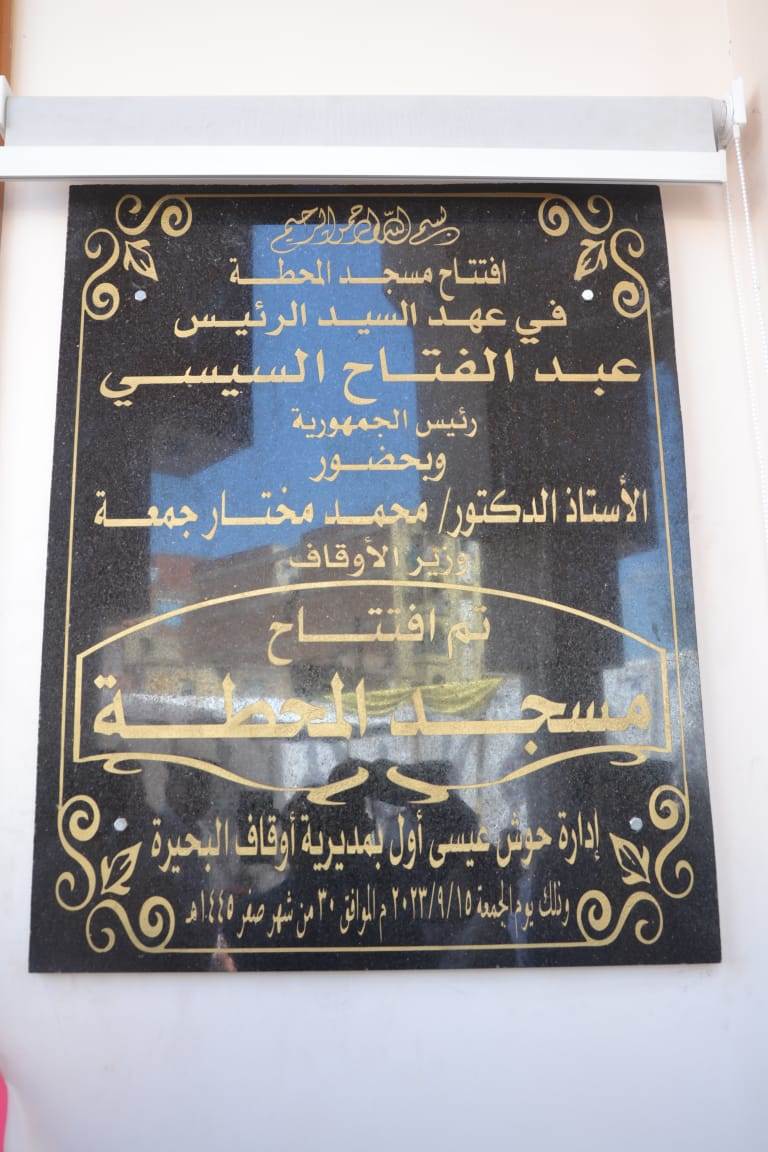 بسم الله الرحمن الرحيم
افتتاح مسجد المحطة
في عهد السيد الرئيس
عبد الفتاح السيسي
رئيس الجمهورية
وبحضور
الأستاذ الدكتور/ محمد مختار جمعة
وزير الأوقاف
تم افتتاح
مسجد المحطة
إدارة حوش عيسى أول بمديرية أوقاف البحيرة
وذلك يوم الجمعة ٢٠٢٣/٩/١٥ م الموافق ٣٠ من شهر صفر ١٤٤٥هـ